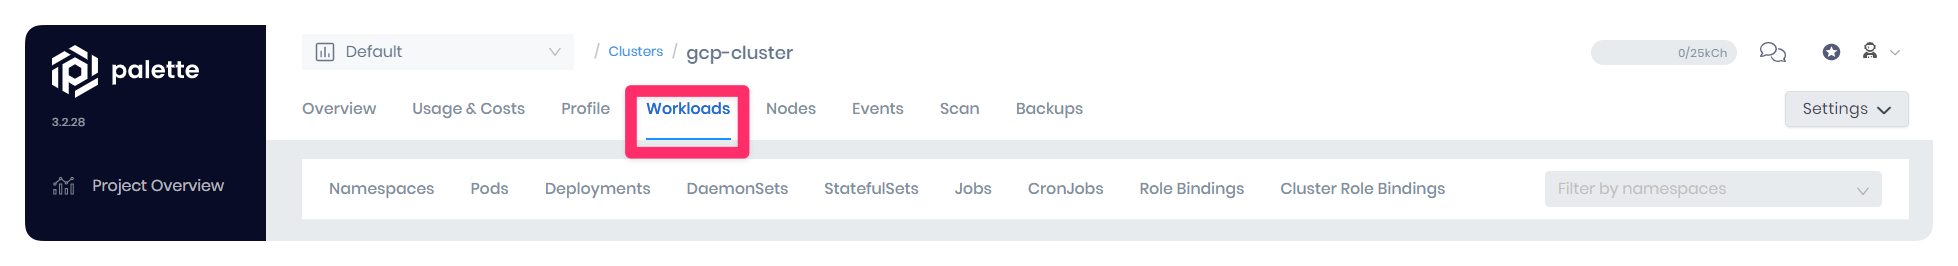 palette
3.2.28
Project Overview
Default
/ Clusters / gcp-cluster
0/25kCh
Overview Usage & Costs Profile Workloads Nodes Events Scan Backups
Settings
Namespaces Pods Deployments DaemonSets StatefulSets Jobs CronJobs Role Bindings Cluster Role Bindings
Filter by namespaces